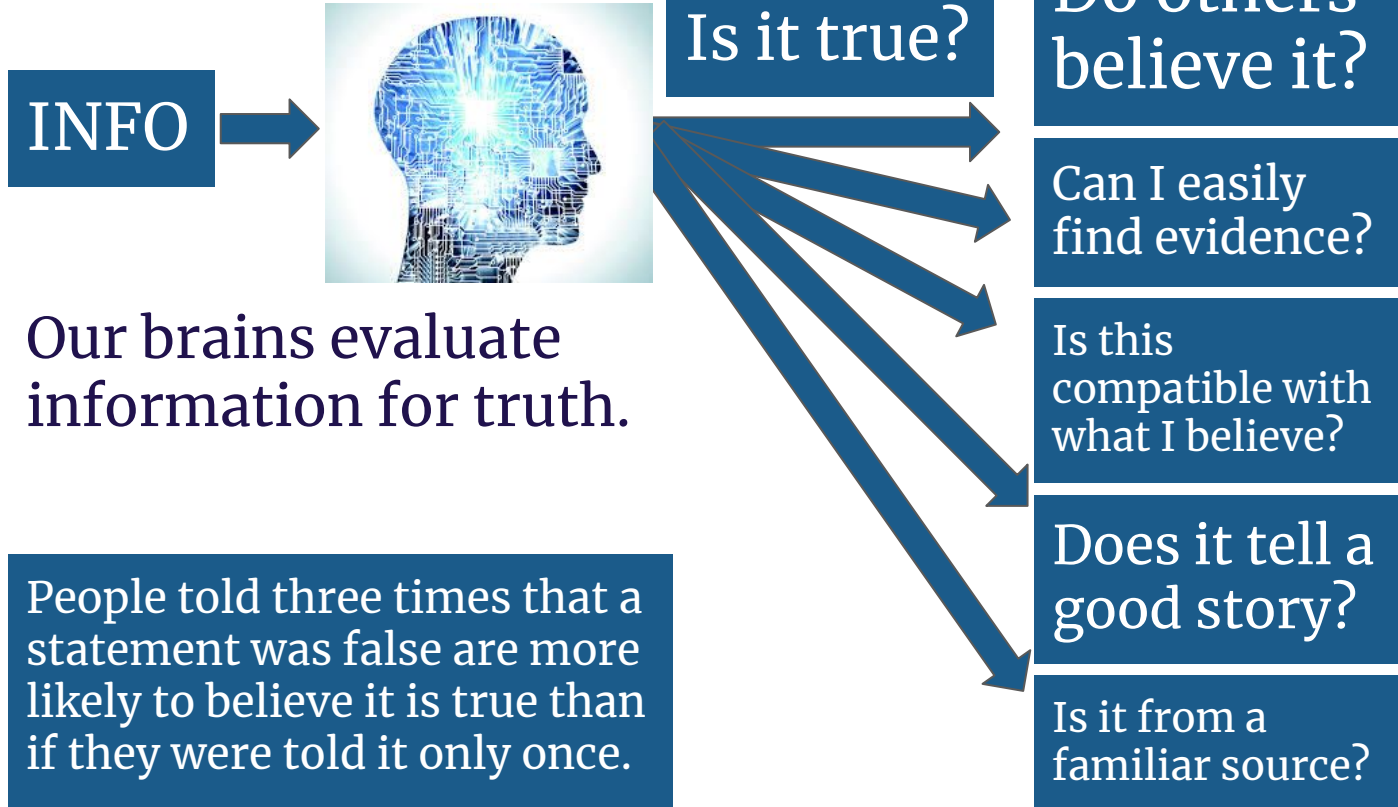 INFO
Is it true?
Do others
believe it?
Can I easily
find evidence?
Is this
compatible with
what I believe?
Does it tell a
good story?
Is it from a
familiar source?
Our brains evaluate
information for truth.
People told three times that a
statement was false are more
likely to believe it is true than
if they were told it only once.